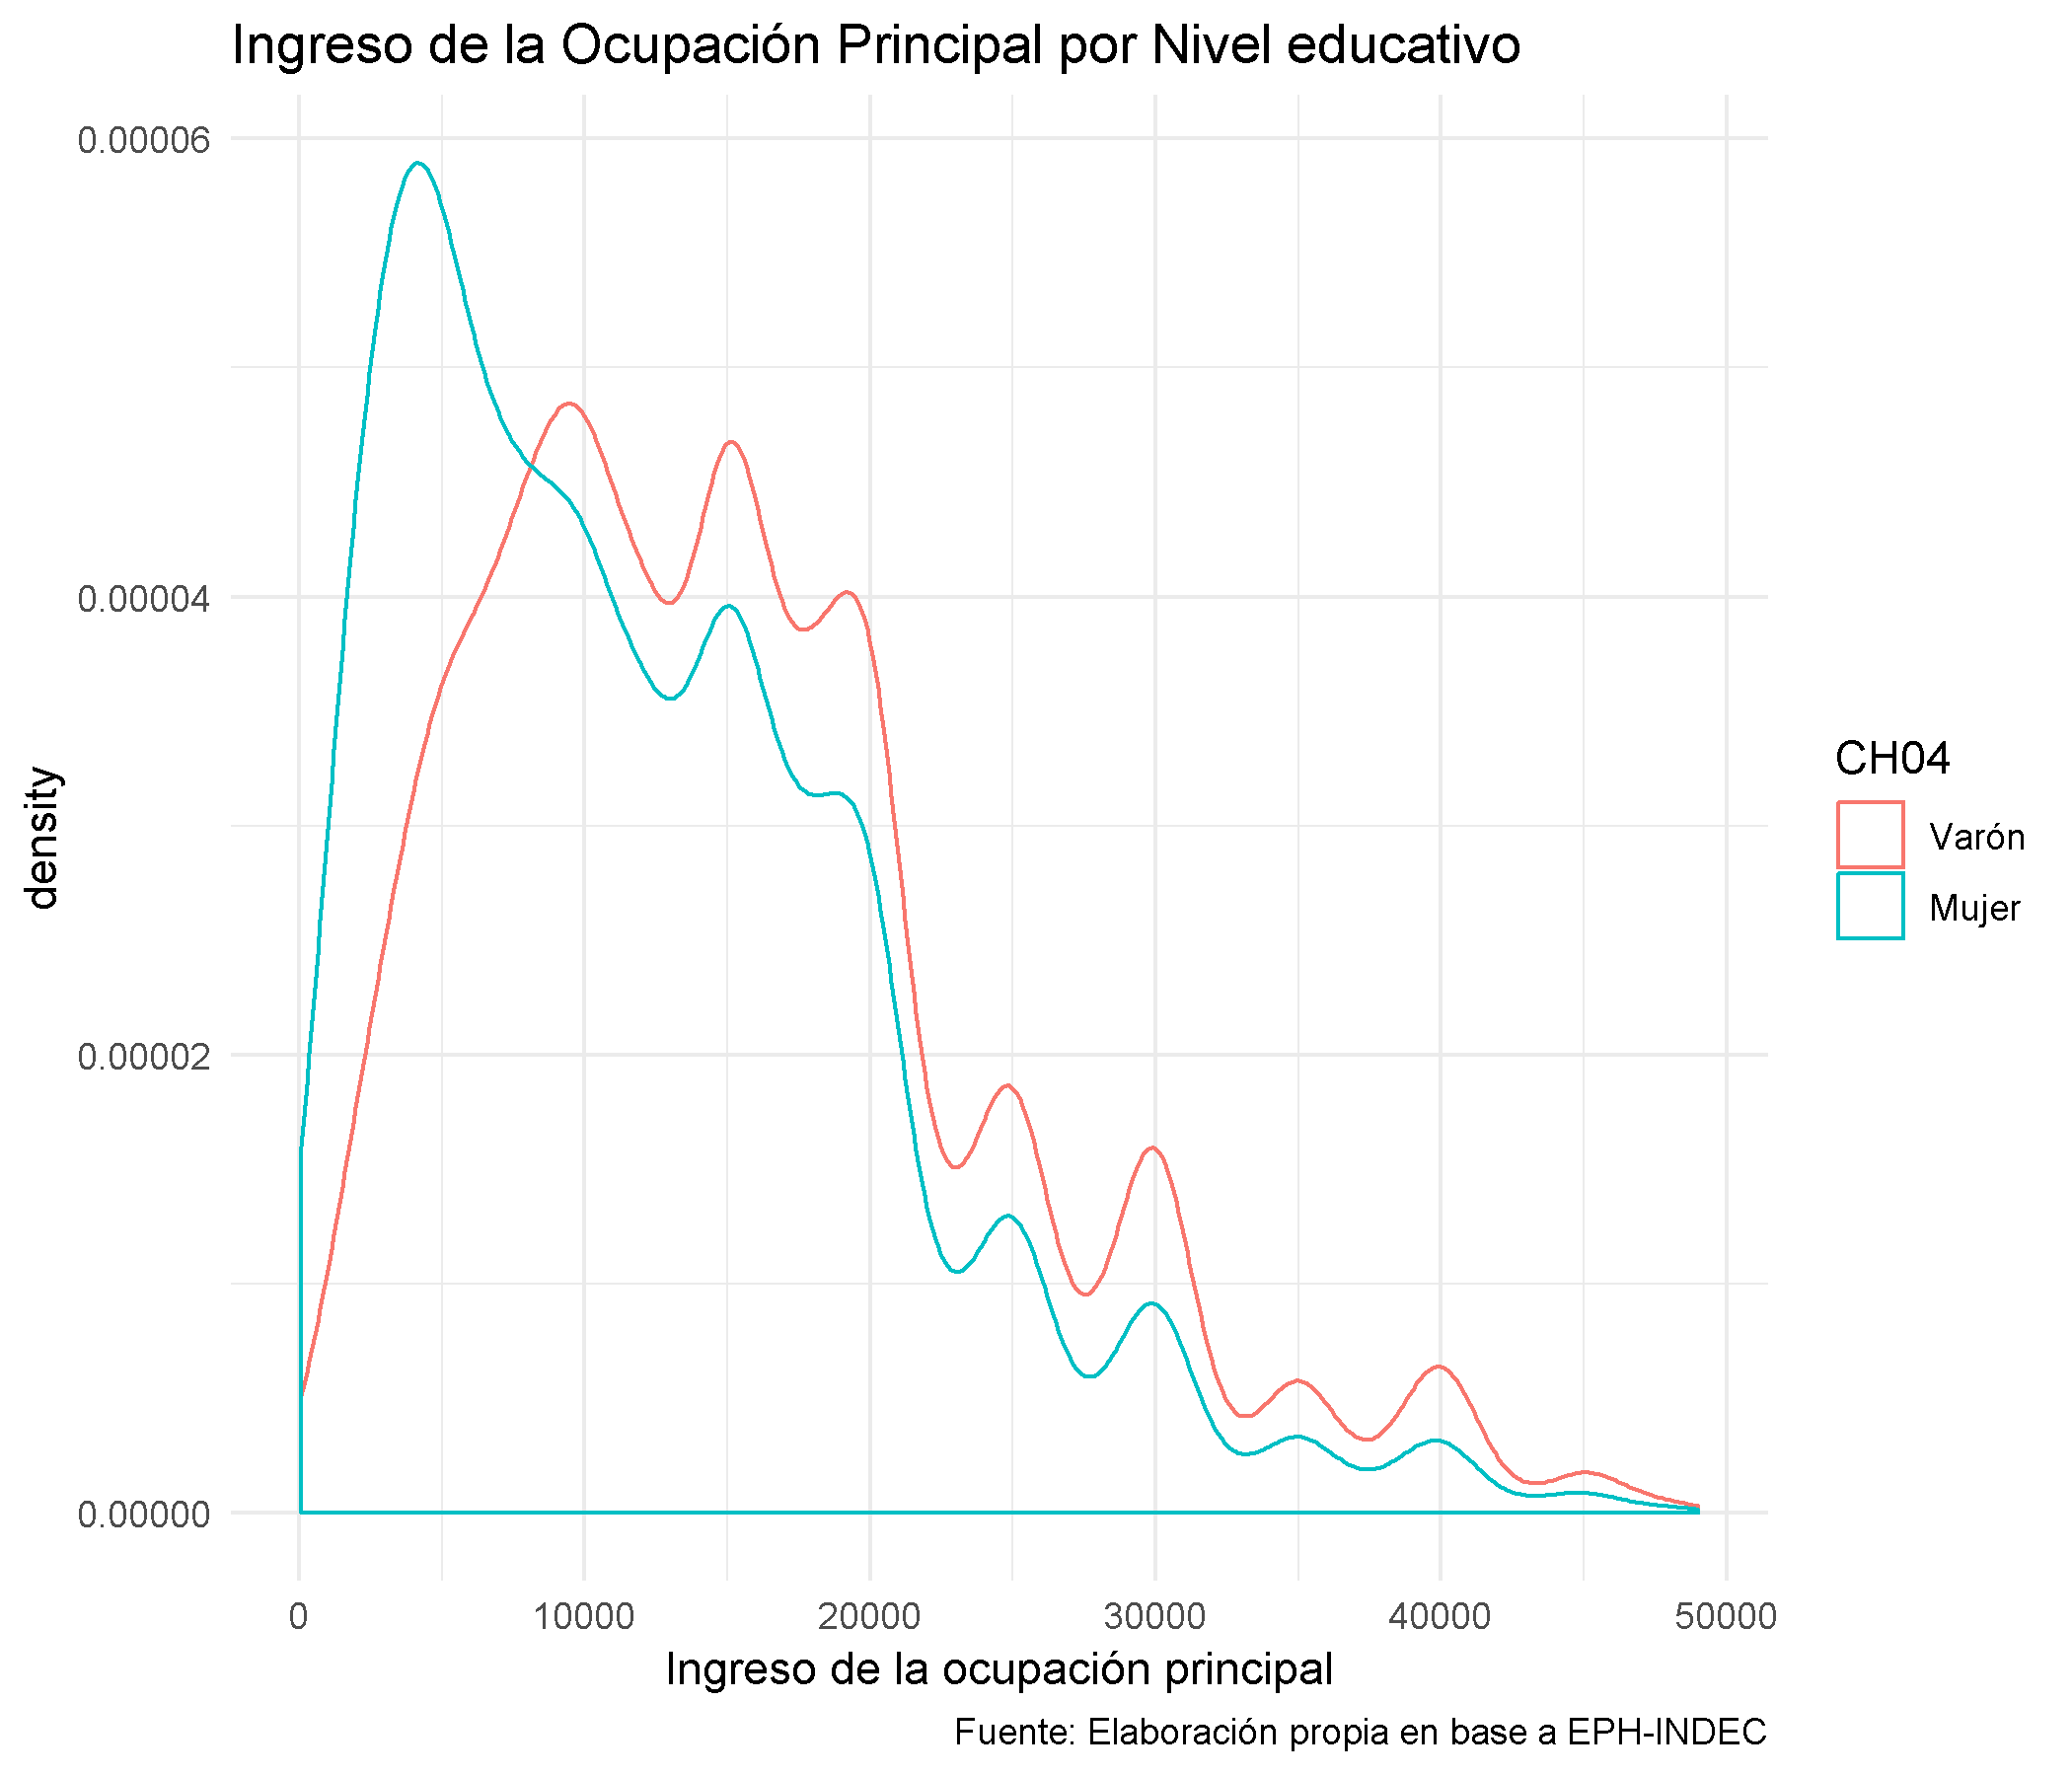 Ingreso de la Ocupación Principal por Nivel educativo
0.00006
0.00004
0.00002
0.00000
density
0 10000 20000 30000 40000 50000
Ingreso de la ocupación principal
Fuente: Elaboración propia en base a EPH-INDEC
CH04
Varón
Mujer